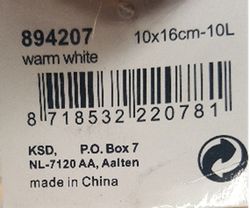 894207 10x16cm-10L
warm white
8 718532 220781
KSD, P.O. Box 7
NL-7120 AA, Aalten
made in China